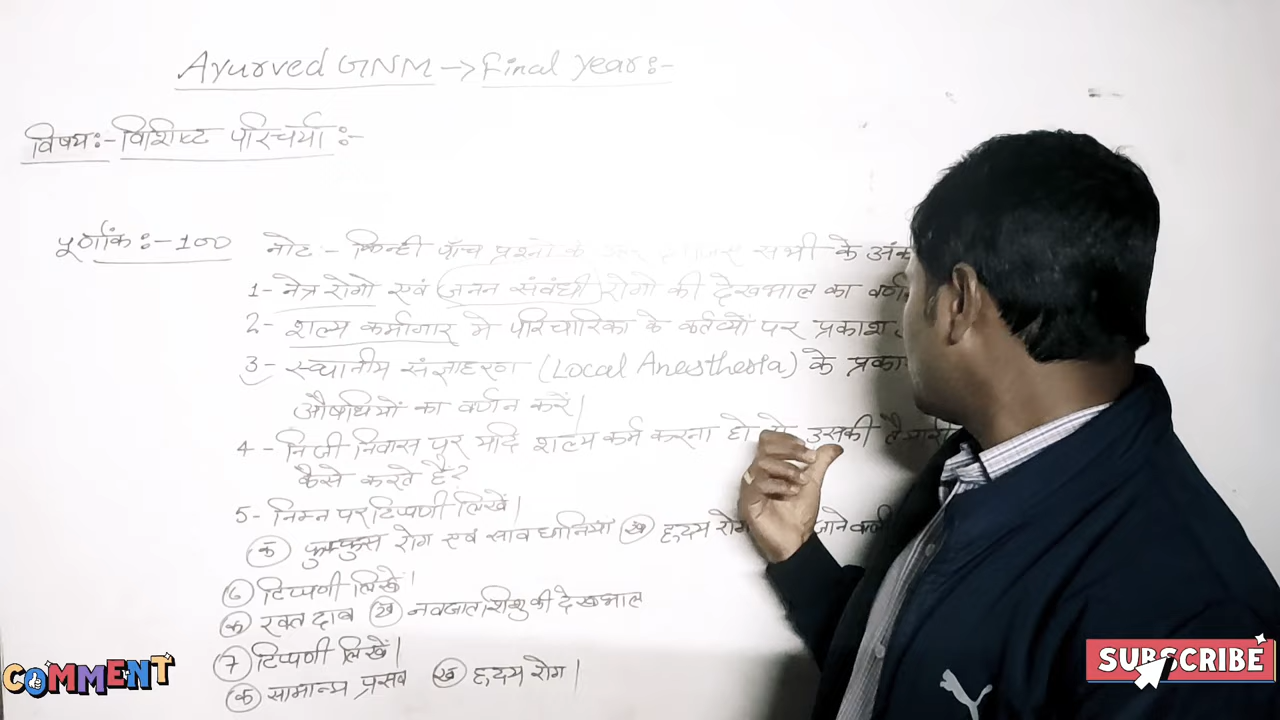 Ayurved GNM → Final year:-
विषय:- विशिष्ट परिचर्या :-
पूर्णांक :- 100 नोट :- किन्ही पाँच प्रश्नों के सभी के अंक
1- नेत्र रोगो एवं (जनन संबंधी) रोगो की देखभाल का
2- शल्य कर्मागार मे परिचारिका के कर्तव्यों पर प्रकाश
3- स्थानीय संज्ञाहरण (Local Anesthesia) के
औषधियों का वर्णन करें।
4- निजी निवास पर यदि शल्य कर्म करना हो तो उसकी
कैसे करते है?
5- निम्न पर टिप्पणी लिखें।
(क) फुफ्फुस रोग एवं सावधानियां (ख) हृदय रोग जाने वाली
(6) टिप्पणी लिखें।
(क) रक्त दाब (ख) नवजात शिशु की देखभाल
(7) टिप्पणी लिखें।
(क) सामान्य प्रसव (ख) हृदय रोग।
COMMENT
SUBSCRIBE